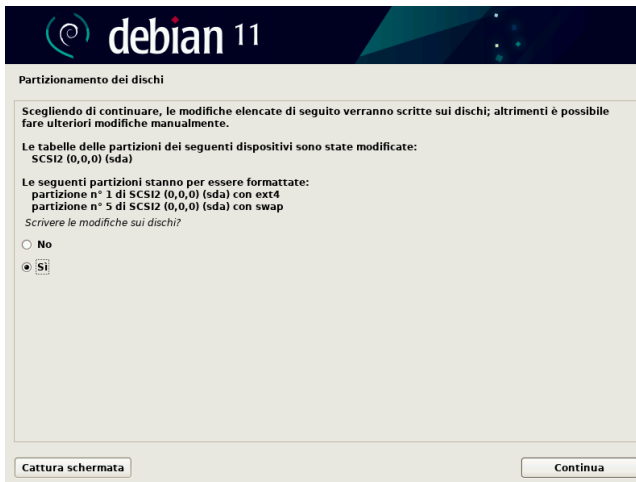 debian 11
Partizionamento dei dischi
Scegliendo di continuare, le modifiche elencate di seguito verranno scritte sui dischi; altrimenti è possibile
fare ulteriori modifiche manualmente.
Le tabelle delle partizioni dei seguenti dispositivi sono state modificate:
SCSI2 (0,0,0) (sda)
Le seguenti partizioni stanno per essere formattate:
partizione n° 1 di SCSI2 (0,0,0) (sda) con ext4
partizione n° 5 di SCSI2 (0,0,0) (sda) con swap
Scrivere le modifiche sui dischi?
No
Sì
Cattura schermata
Continua